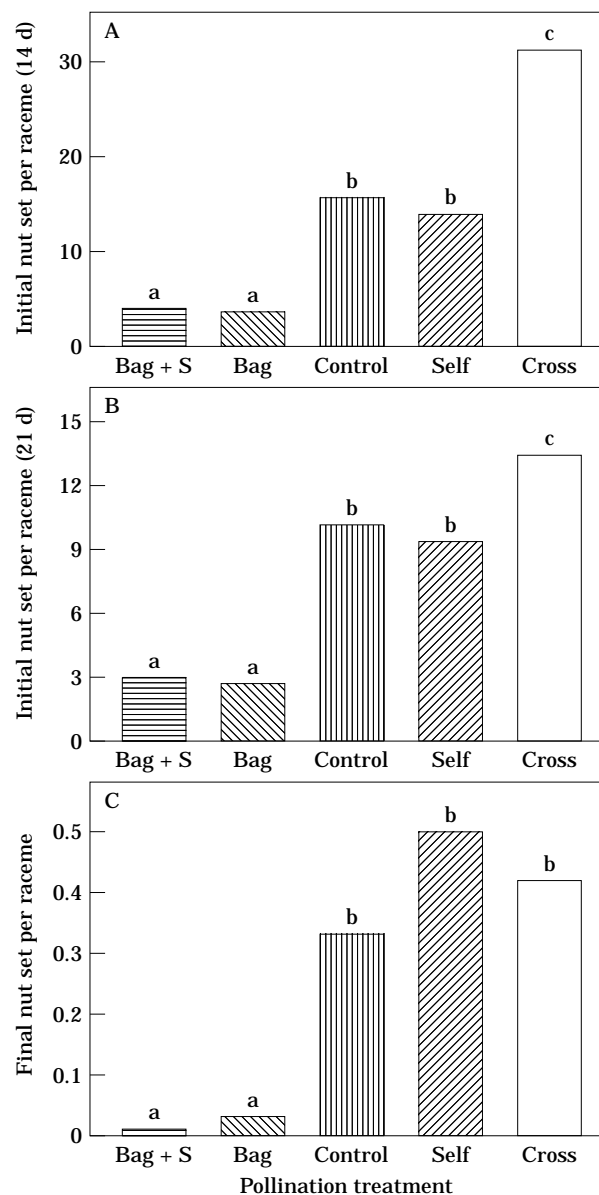 A
Initial nut set per raceme (14 d)
30
20
10
0
a
a
b
b
c
Bag + S Bag Control Self Cross
B
Initial nut set per raceme (21 d)
15
12
9
6
3
0
a
a
b
b
c
Bag + S Bag Control Self Cross
C
Final nut set per raceme
0.5
0.4
0.3
0.2
0.1
0
a
a
b
b
b
Bag + S Bag Control Self Cross
Pollination treatment